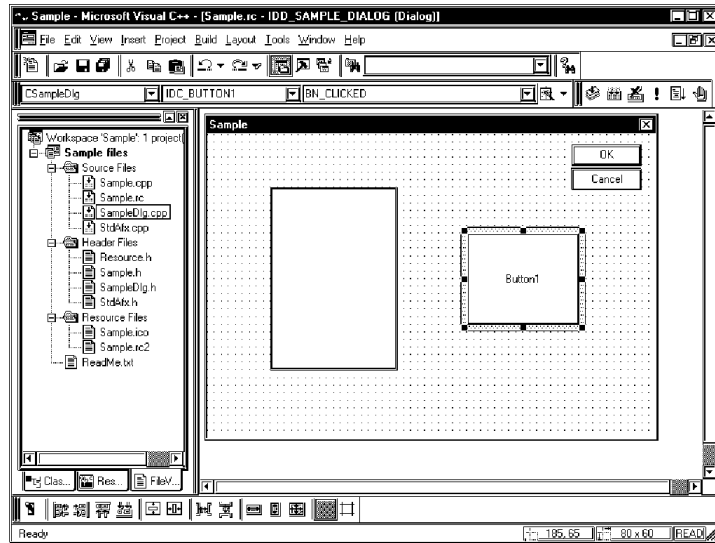 Sample - Microsoft Visual C++ - [Sample.rc - IDD_SAMPLE_DIALOG (Dialog)]
File Edit View Insert Project Build Layout Tools Window Help
CSampleDlg IDC_BUTTON1 BN_CLICKED
Workspace 'Sample': 1 project(
Sample files
Source Files
Sample.cpp
Sample.rc
SampleDlg.cpp
StdAfx.cpp
Header Files
Resource.h
Sample.h
SampleDlg.h
StdAfx.h
Resource Files
Sample.ico
Sample.rc2
ReadMe.txt
Clas... Res... FileV...
Sample
OK
Cancel
Button1
Ready 185, 65 80 x 60 READ